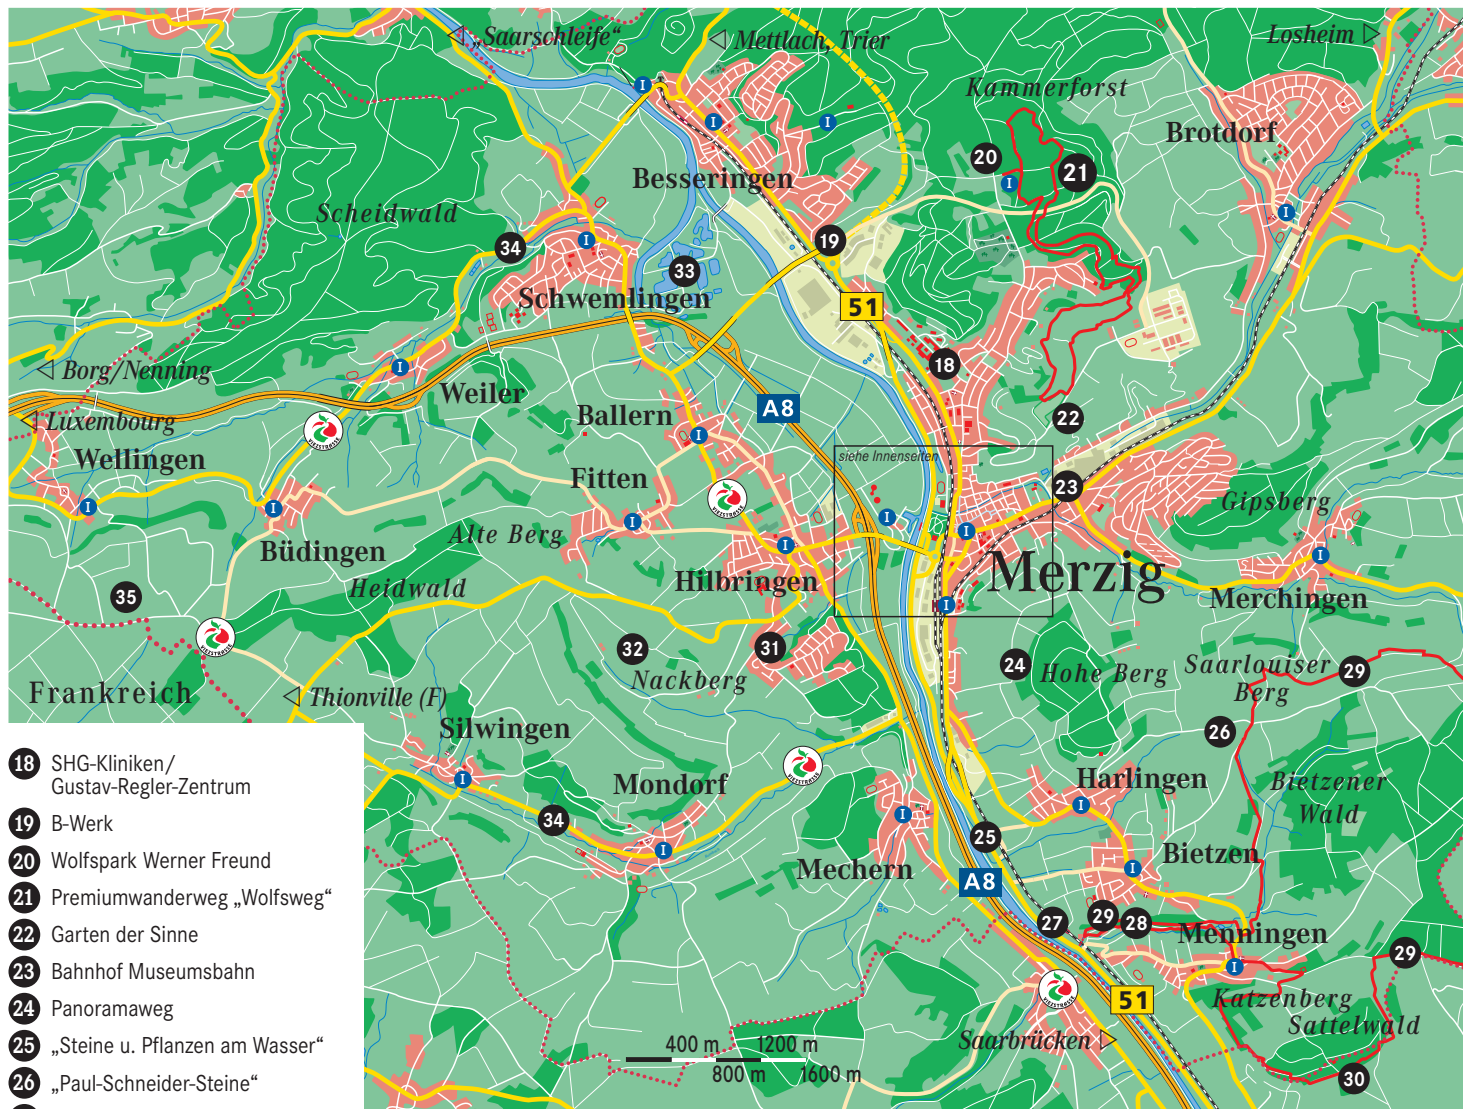 ◁ „Saarschleife“
◁ Mettlach, Trier
Losheim ▷
Kammerforst
Brotdorf
20
21
Besseringen
Scheidwald
34
19
33
Schwemlingen
51
18
◁ Borg/Nenning
Weiler
Ballern
A8
22
◁ Luxembourg
VIEZSTRASSE
siehe Innenseiten
Wellingen
Fitten
23
VIEZSTRASSE
Gipsberg
Alte Berg
Büdingen
Merzig
Hilbringen
Heidwald
Merchingen
35
VIEZSTRASSE
32
31
24
Hohe Berg
Saarlouiser
Berg
29
Nackberg
Frankreich
◁ Thionville (F)
Silwingen
26
VIEZSTRASSE
Mondorf
Harlingen
Bietzener
Wald
34
25
Bietzen
Mechern
A8
27
29
28
Menningen
29
VIEZSTRASSE
51
Katzenberg
Sattelwald
Saarbrücken ▷
400 m
1200 m
800 m
1600 m
30
18 SHG-Kliniken/
Gustav-Regler-Zentrum
19 B-Werk
20 Wolfspark Werner Freund
21 Premiumwanderweg „Wolfsweg“
22 Garten der Sinne
23 Bahnhof Museumsbahn
24 Panoramaweg
25 „Steine u. Pflanzen am Wasser“
26 „Paul-Schneider-Steine“